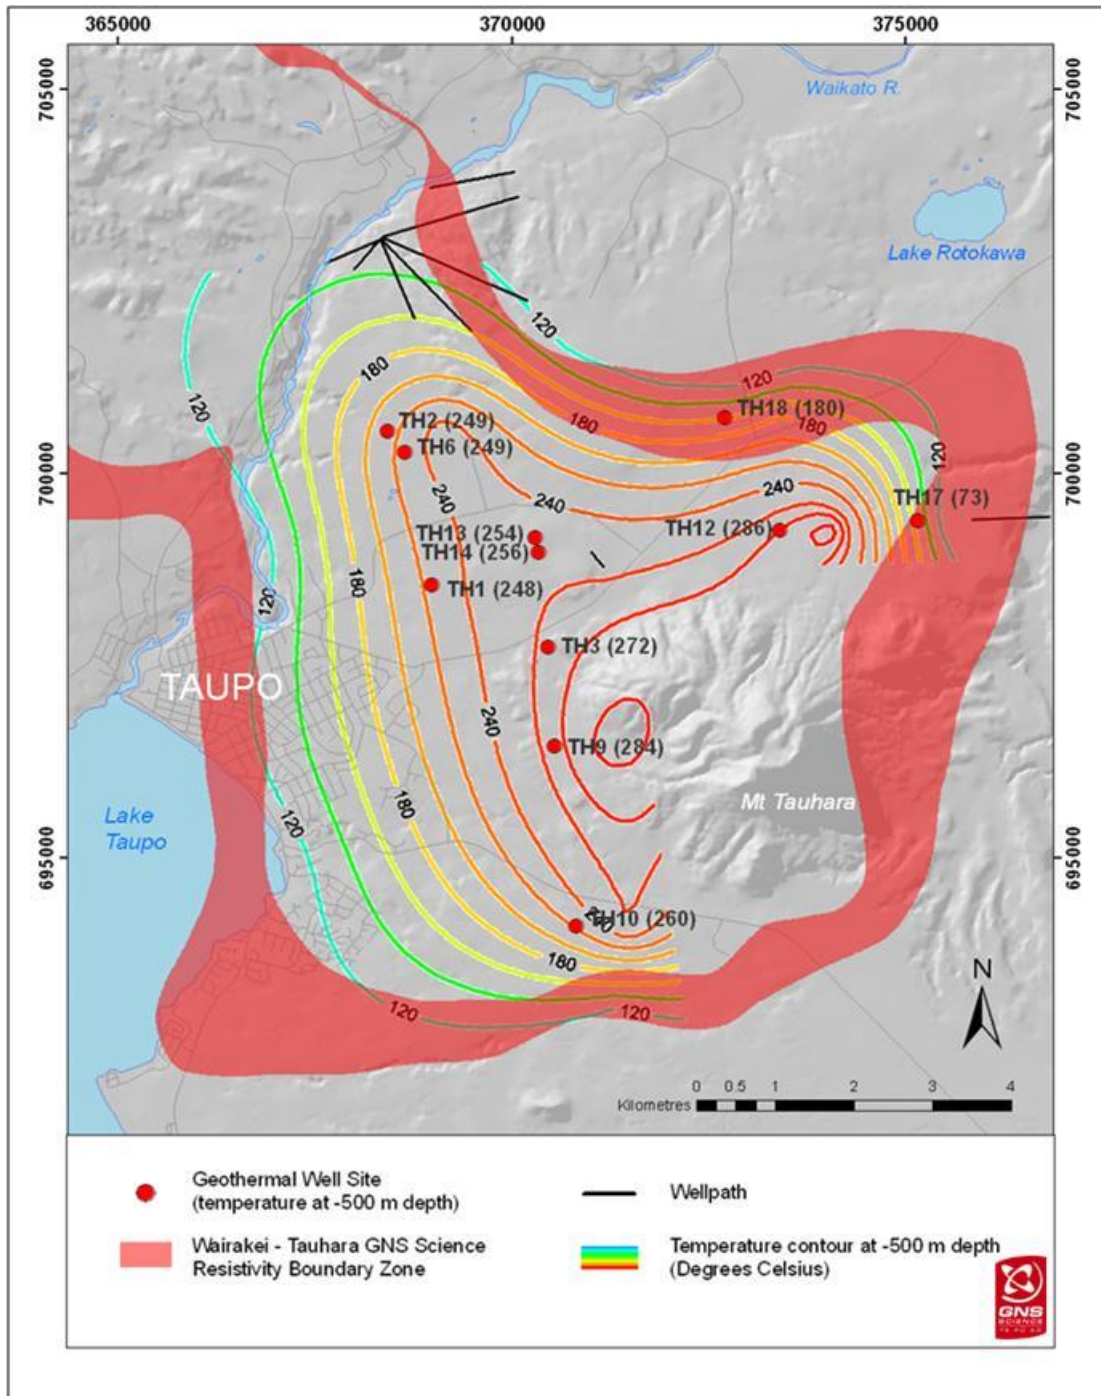 365000
370000
375000
705000
705000
Waikato R.
Lake Rotokawa
120
120
180
TH2 (249)
TH18 (180)
120
180
180
TH6 (249)
120
240
240
240
TH17 (73)
700000
700000
TH13 (254)
TH12 (286)
TH14 (256)
180
TH1 (248)
120
TH3 (272)
TAUPO
240
TH9 (284)
Mt Tauhara
180
Lake
Taupo
120
695000
695000
TH10 (260)
240
180
N
120
120
0 0.5 1 2 3 4
Kilometres
Geothermal Well Site
(temperature at -500 m depth)
Wellpath
Wairakei - Tauhara GNS Science
Resistivity Boundary Zone
Temperature contour at -500 m depth
(Degrees Celsius)
GNS
SCIENCE
TE PŪ AO